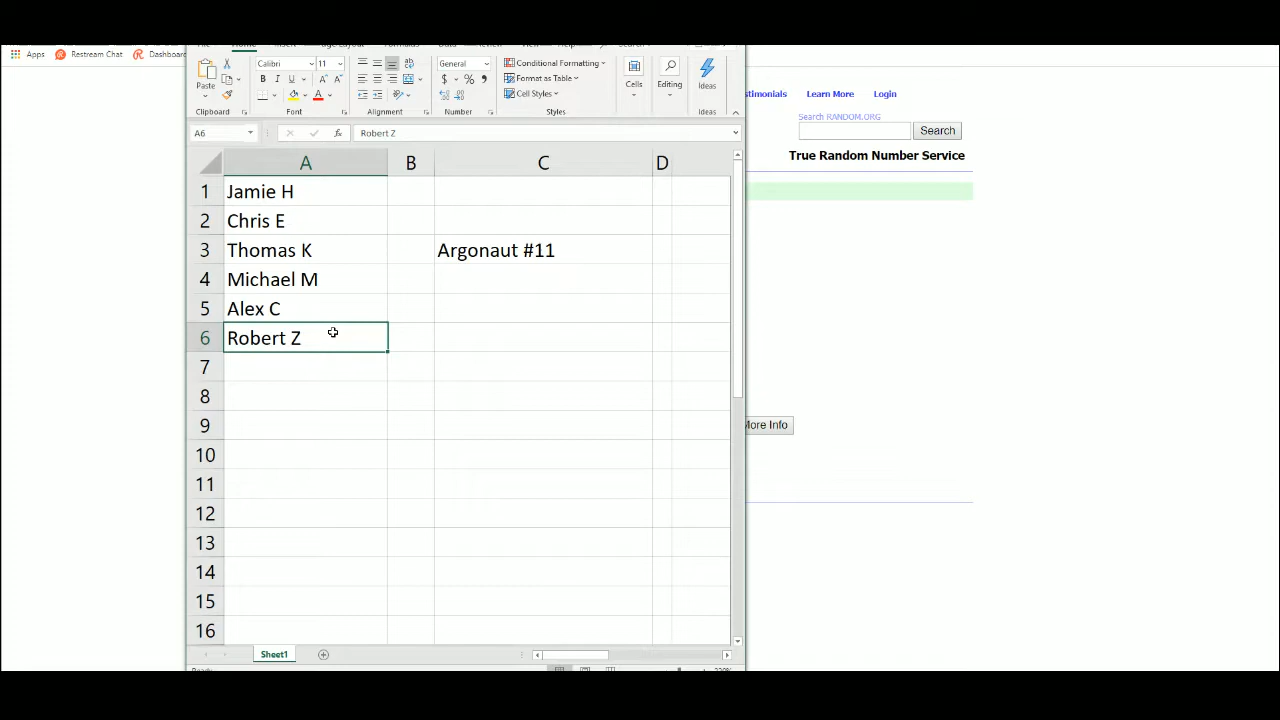 Apps Restream Chat Dashboar
Calibri 11 General Conditional Formatting
Paste B I U $ % Format as Table Cells Editing Ideas
Cell Styles
Clipboard Font Alignment Number Styles Ideas
A6 fx Robert Z
A B C D
1 Jamie H
2 Chris E
3 Thomas K Argonaut #11
4 Michael M
5 Alex C
6 Robert Z
7
8
9
10
11
12
13
14
15
16
Sheet1
stimonials Learn More Login
Search RANDOM.ORG
Search
True Random Number Service
More Info